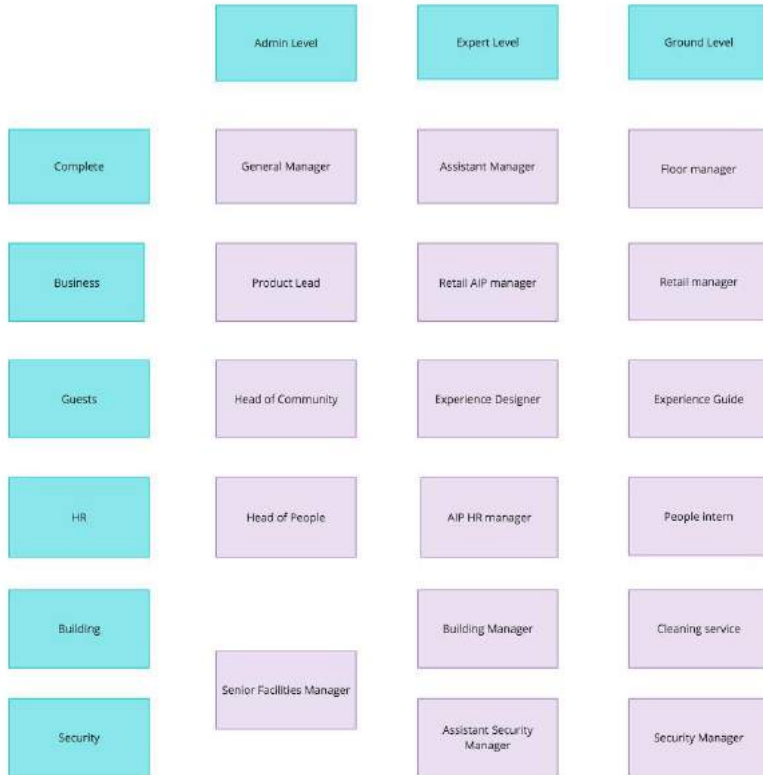 Admin Level
Expert Level
Ground Level
Complete
General Manager
Assistant Manager
Floor manager
Business
Product Lead
Retail AIP manager
Retail manager
Guests
Head of Community
Experience Designer
Experience Guide
HR
Head of People
AIP HR manager
People intern
Building
Building Manager
Cleaning service
Senior Facilities Manager
Security
Assistant Security
Manager
Security Manager